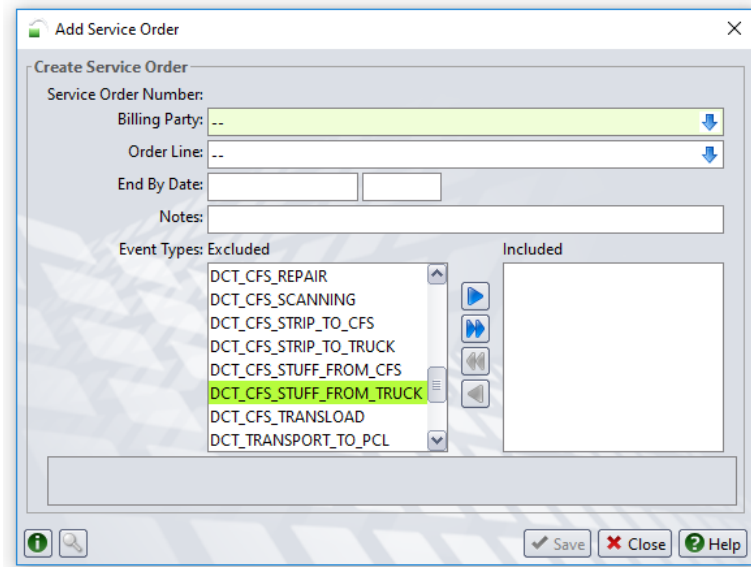 Add Service Order
Create Service Order
Service Order Number:
Billing Party: --
Order Line: --
End By Date:
Notes:
Event Types: Excluded Included
DCT_CFS_REPAIR
DCT_CFS_SCANNING
DCT_CFS_STRIP_TO_CFS
DCT_CFS_STRIP_TO_TRUCK
DCT_CFS_STUFF_FROM_CFS
DCT_CFS_STUFF_FROM_TRUCK
DCT_CFS_TRANSLOAD
DCT_TRANSPORT_TO_PCL
Save Close Help